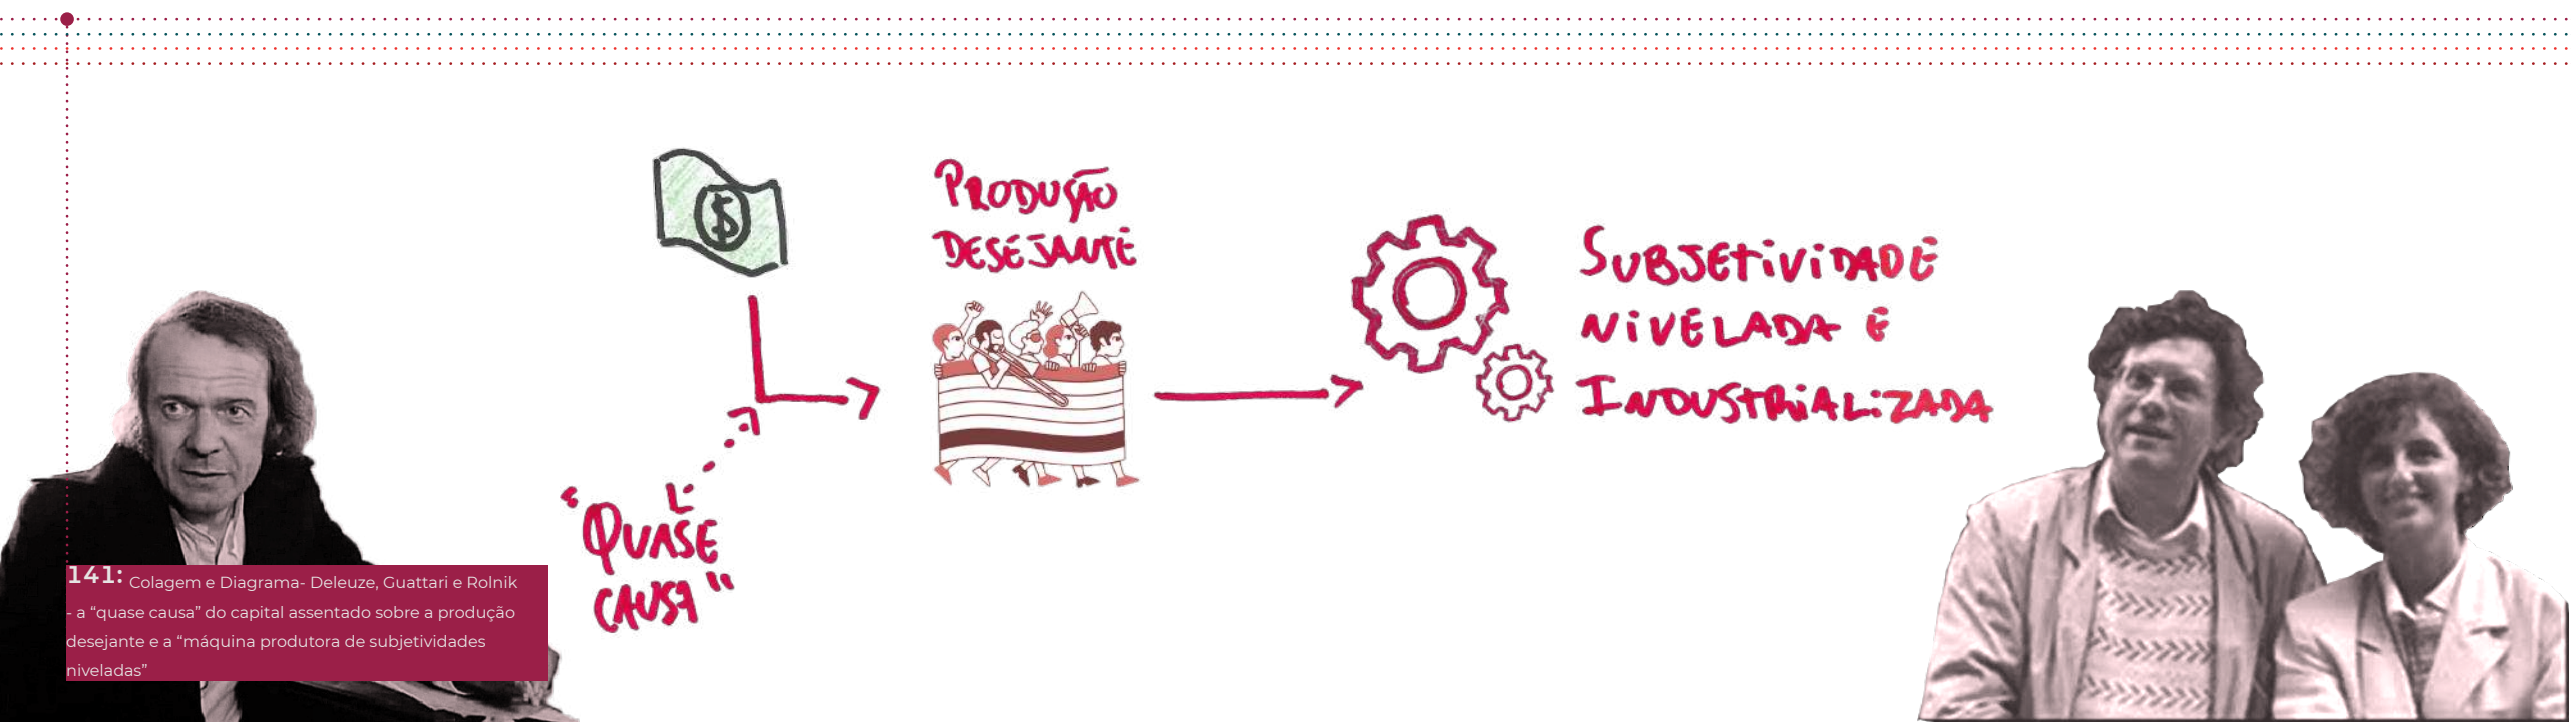 $
PRODUÇÃO
DESEJANTE
SUBJETIVIDADE
NIVELADA E
INDUSTRIALIZADA
"QUASE
CAUSA"
141: Colagem e Diagrama- Deleuze, Guattari e Rolnik
- a “quase causa” do capital assentado sobre a produção
desejante e a “máquina produtora de subjetividades
niveladas”